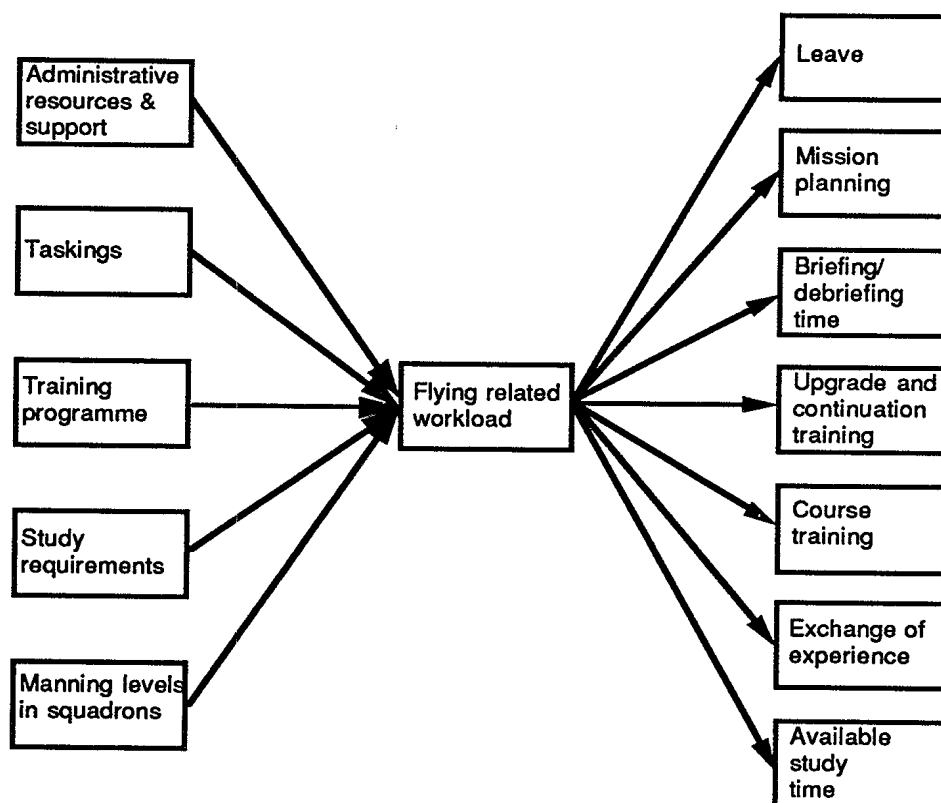 Administrative
resources &
support
Taskings
Training
programme
Study
requirements
Manning levels
in squadrons
Flying related
workload
Leave
Mission
planning
Briefing/
debriefing
time
Upgrade and
continuation
training
Course
training
Exchange of
experience
Available
study
time